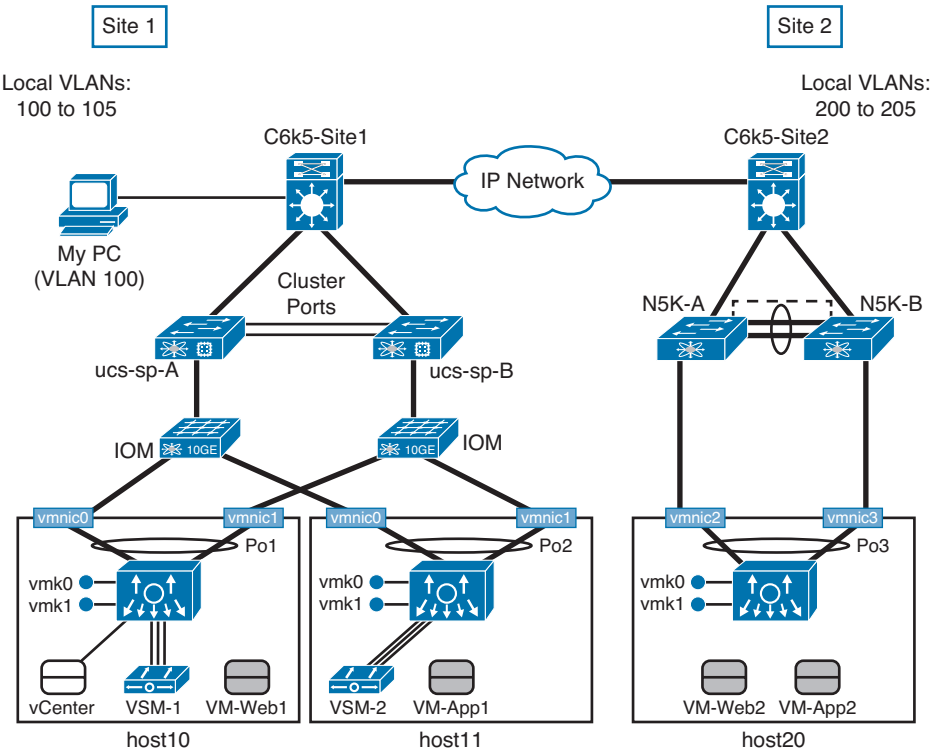 Site 1
Site 2
Local VLANs:
100 to 105
Local VLANs:
200 to 205
C6k5-Site1
C6k5-Site2
IP Network
My PC
(VLAN 100)
Cluster
Ports
N5K-A
N5K-B
ucs-sp-A
ucs-sp-B
IOM
10GE
10GE
IOM
vmnic0
vmnic1
vmnic0
vmnic1
vmnic2
vmnic3
Po1
Po2
Po3
vmk0
vmk1
vmk0
vmk1
vmk0
vmk1
vCenter
VSM-1
VM-Web1
VSM-2
VM-App1
VM-Web2
VM-App2
host10
host11
host20